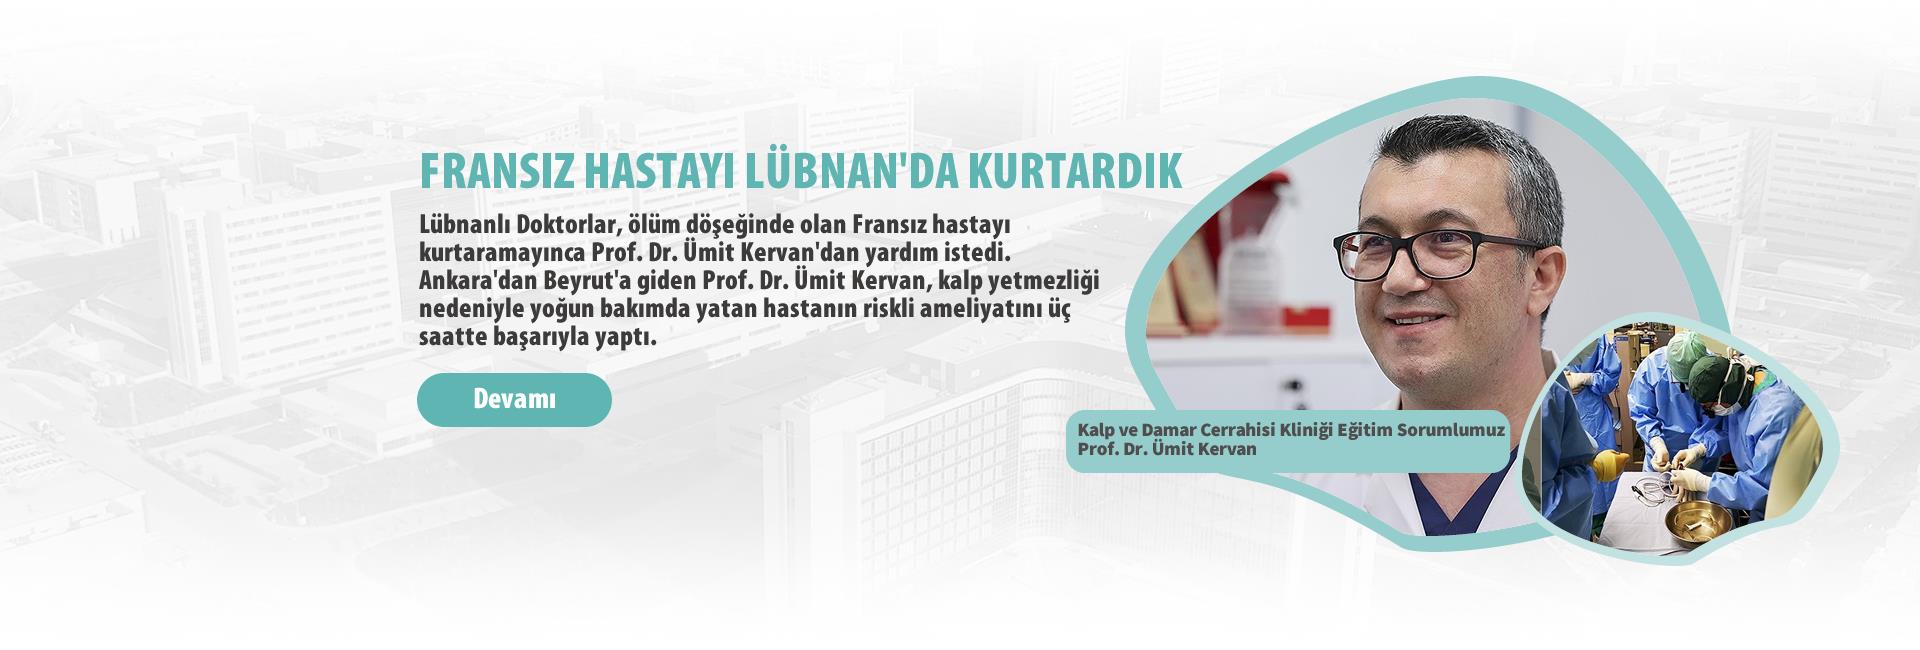 FRANSIZ HASTAYI LÜBNAN'DA KURTARDIK
Lübnanlı Doktorlar, ölüm döşeğinde olan Fransız hastayı
kurtaramayınca Prof. Dr. Ümit Kervan'dan yardım istedi.
Ankara'dan Beyrut'a giden Prof. Dr. Ümit Kervan, kalp yetmezliği
nedeniyle yoğun bakımda yatan hastanın riskli ameliyatını üç
saatte başarıyla yaptı.
Devamı
Kalp ve Damar Cerrahisi Kliniği Eğitim Sorumlumuz
Prof. Dr. Ümit Kervan